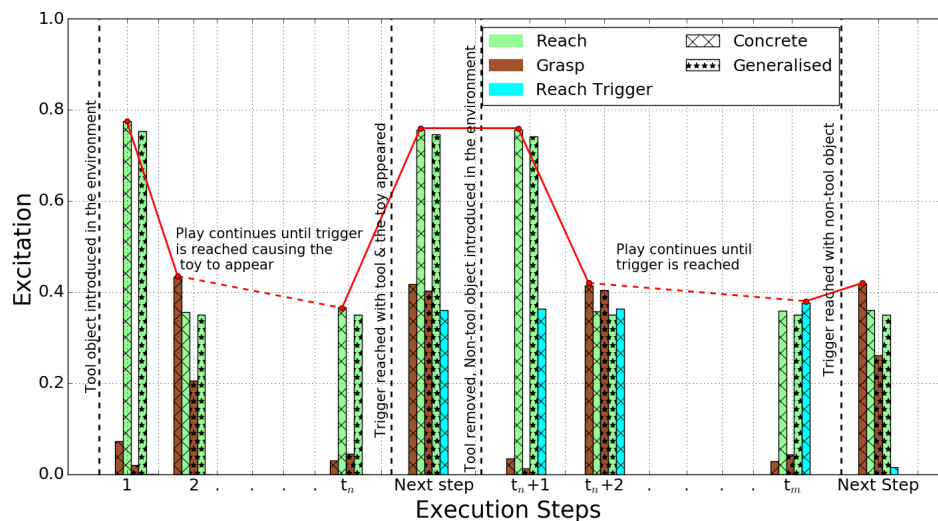 1.0
0.8
0.6
0.4
0.2
0.0
Excitation
Reach
Grasp
Reach Trigger
Concrete
Generalised
Tool object introduced in the environment
Play continues until trigger
is reached causing the
toy to appear
Trigger reached with tool & the toy appeared
Tool removed, Non-tool object introduced in the environment
Play continues until
trigger is reached
Trigger reached with non-tool object
1 2 . . . . tₙ Next step tₙ+1 tₙ+2 . . . . tₘ Next Step
Execution Steps